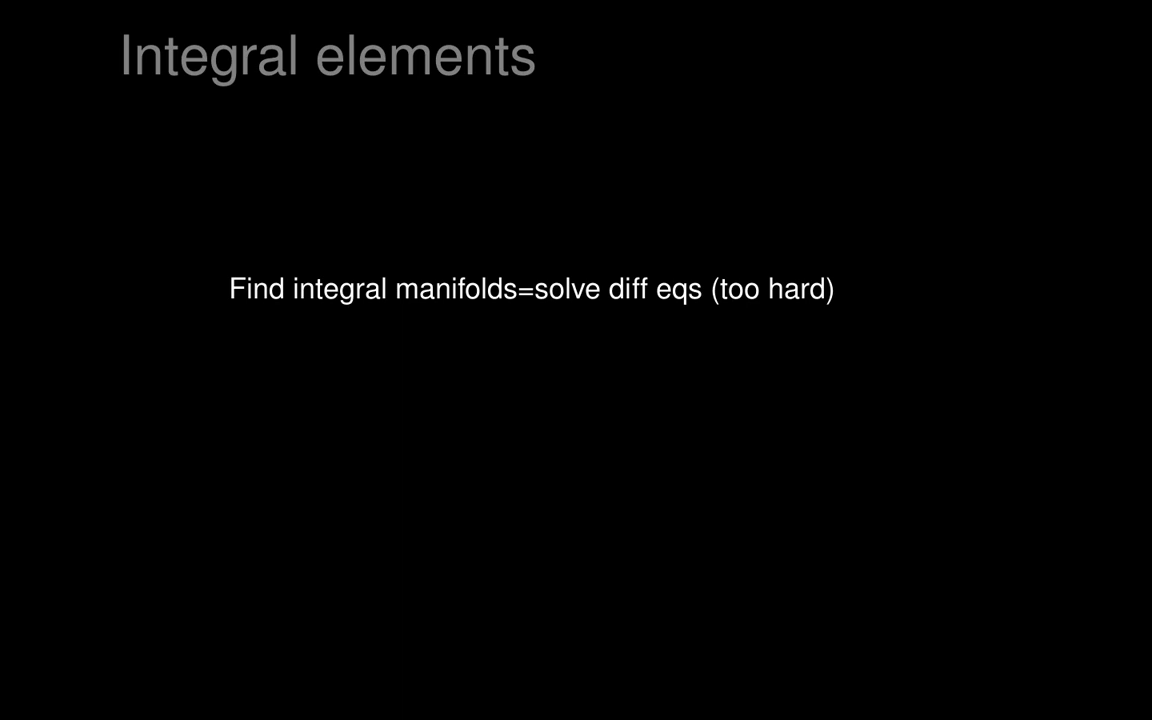 Integral elements
Find integral manifolds=solve diff eqs (too hard)